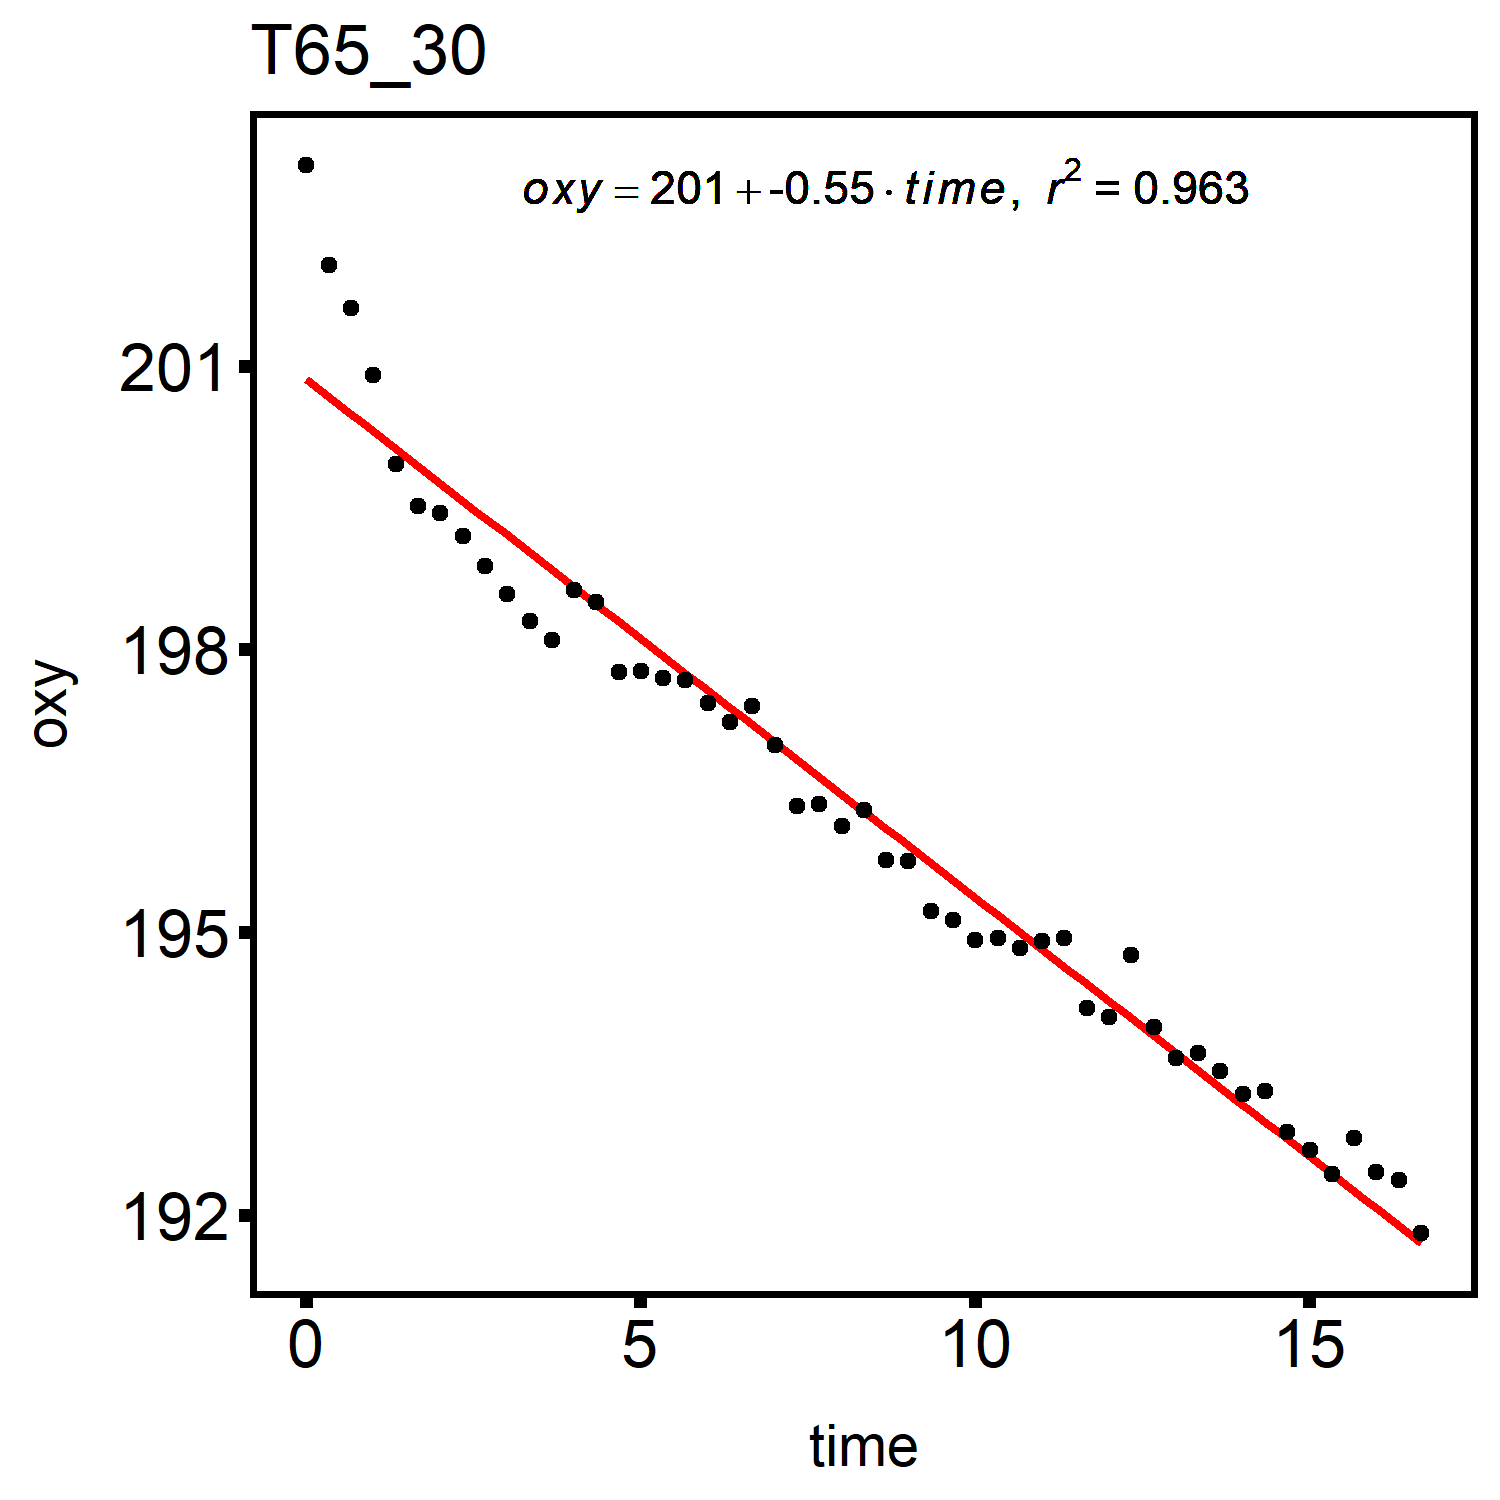 T65_30
oxy = 201 + -0.55 · time, r² = 0.963
201
198
195
192
oxy
0 5 10 15
time